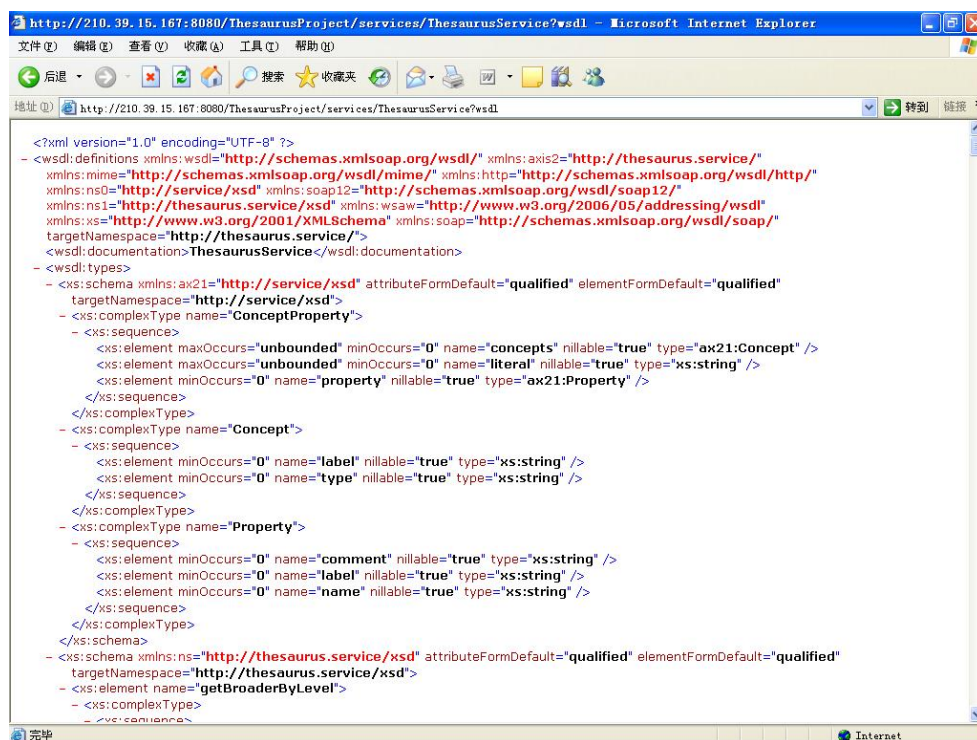 http://210.39.15.167:8080/ThesaurusProject/services/ThesaurusService?wsdl - Microsoft Internet Explorer
文件(F) 编辑(E) 查看(V) 收藏(A) 工具(T) 帮助(H)
后退 搜索 收藏夹
地址(D) http://210.39.15.167:8080/ThesaurusProject/services/ThesaurusService?wsdl 转到 链接
<?xml version="1.0" encoding="UTF-8" ?>
- <wsdl:definitions xmlns:wsdl="http://schemas.xmlsoap.org/wsdl/" xmlns:axis2="http://thesaurus.service/"
xmlns:mime="http://schemas.xmlsoap.org/wsdl/mime/" xmlns:http="http://schemas.xmlsoap.org/wsdl/http/"
xmlns:ns0="http://service/xsd" xmlns:soap12="http://schemas.xmlsoap.org/wsdl/soap12/"
xmlns:ns1="http://thesaurus.service/xsd" xmlns:wsaw="http://www.w3.org/2006/05/addressing/wsdl"
xmlns:xs="http://www.w3.org/2001/XMLSchema" xmlns:soap="http://schemas.xmlsoap.org/wsdl/soap/"
targetNamespace="http://thesaurus.service/">
<wsdl:documentation>ThesaurusService</wsdl:documentation>
- <wsdl:types>
- <xs:schema xmlns:ax21="http://service/xsd" attributeFormDefault="qualified" elementFormDefault="qualified"
targetNamespace="http://service/xsd">
- <xs:complexType name="ConceptProperty">
- <xs:sequence>
<xs:element maxOccurs="unbounded" minOccurs="0" name="concepts" nillable="true" type="ax21:Concept" />
<xs:element maxOccurs="unbounded" minOccurs="0" name="literal" nillable="true" type="xs:string" />
<xs:element minOccurs="0" name="property" nillable="true" type="ax21:Property" />
</xs:sequence>
</xs:complexType>
- <xs:complexType name="Concept">
- <xs:sequence>
<xs:element minOccurs="0" name="label" nillable="true" type="xs:string" />
<xs:element minOccurs="0" name="type" nillable="true" type="xs:string" />
</xs:sequence>
</xs:complexType>
- <xs:complexType name="Property">
- <xs:sequence>
<xs:element minOccurs="0" name="comment" nillable="true" type="xs:string" />
<xs:element minOccurs="0" name="label" nillable="true" type="xs:string" />
<xs:element minOccurs="0" name="name" nillable="true" type="xs:string" />
</xs:sequence>
</xs:complexType>
</xs:schema>
- <xs:schema xmlns:ns="http://thesaurus.service/xsd" attributeFormDefault="qualified" elementFormDefault="qualified"
targetNamespace="http://thesaurus.service/xsd">
- <xs:element name="getBroaderByLevel">
- <xs:complexType>
- <xs:sequence>
完毕 Internet